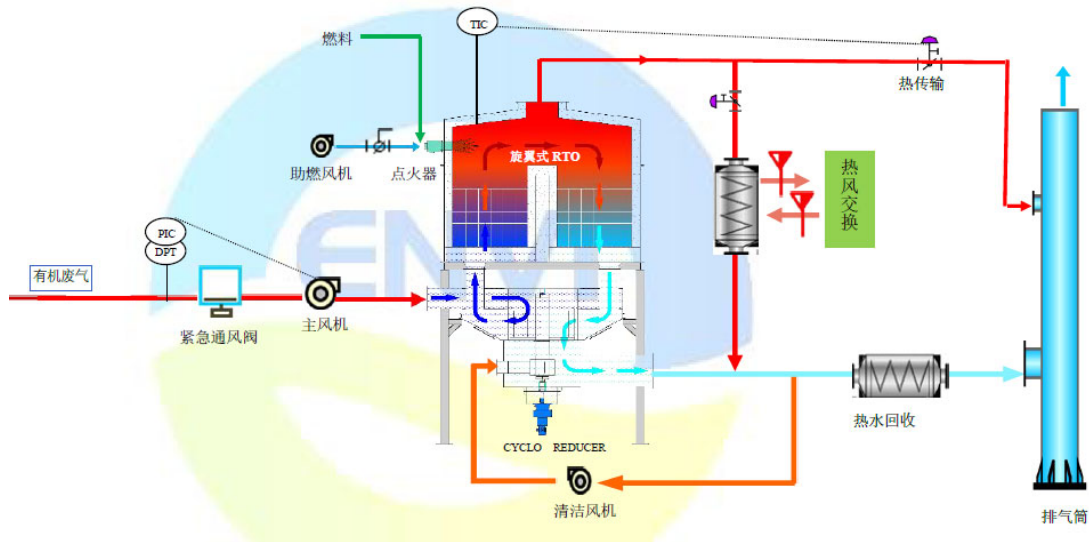 TIC
燃料
热传输
旋翼式 RTO
助燃风机
点火器
热风交换
PIC
DPT
有机废气
紧急通风阀
主风机
热水回收
CYCLO REDUCER
清洁风机
排气筒
ENVI